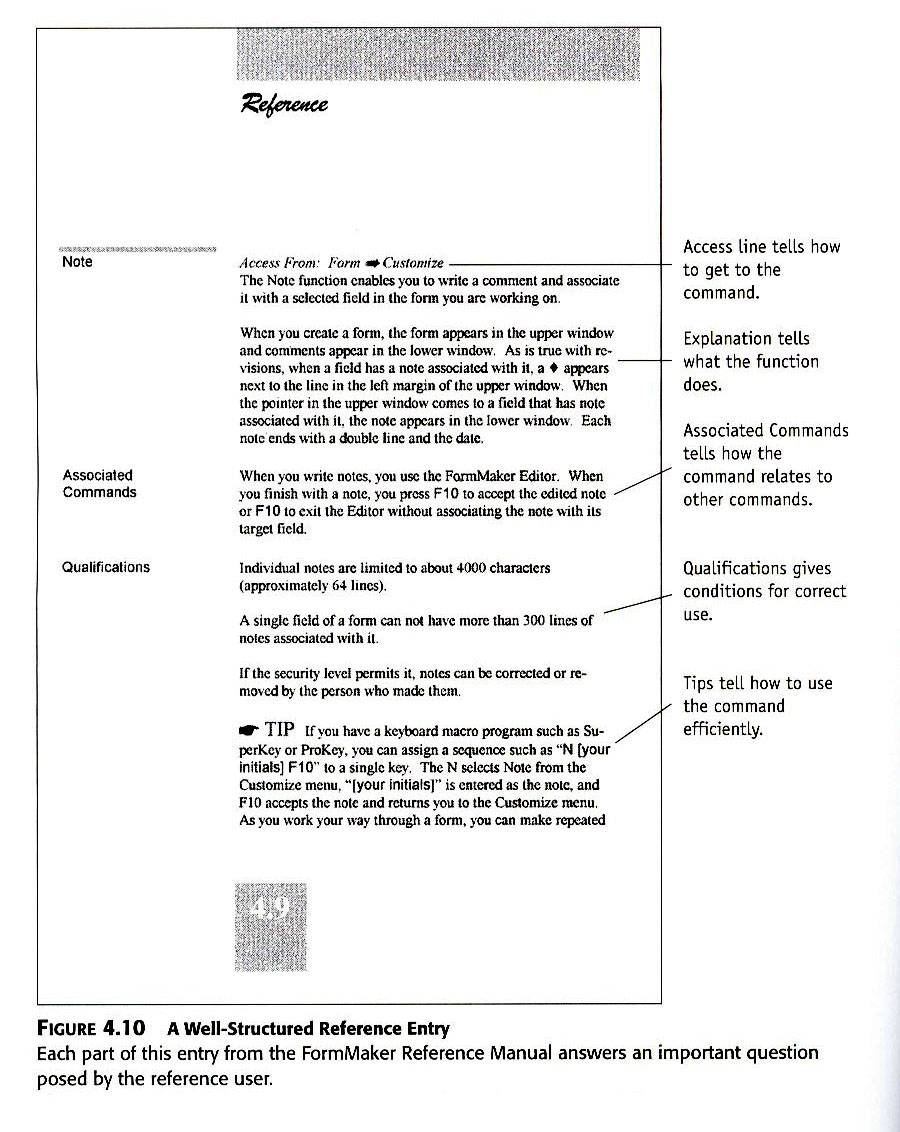 Reference
Note
Access From: Form ➡ Customize
The Note function enables you to write a comment and associate
it with a selected field in the form you are working on.
When you create a form, the form appears in the upper window
and comments appear in the lower window. As is true with re-
visions, when a field has a note associated with it, a ♦ appears
next to the line in the left margin of the upper window. When
the pointer in the upper window comes to a field that has note
associated with it, the note appears in the lower window. Each
note ends with a double line and the date.
Associated
Commands
When you write notes, you use the FormMaker Editor. When
you finish with a note, you press F10 to accept the edited note
or F10 to exit the Editor without associating the note with its
target field.
Qualifications
Individual notes are limited to about 4000 characters
(approximately 64 lines).
A single field of a form can not have more than 300 lines of
notes associated with it.
If the security level permits it, notes can be corrected or re-
moved by the person who made them.
☛ TIP If you have a keyboard macro program such as Su-
perKey or ProKey, you can assign a sequence such as “N [your
initials] F10” to a single key. The N selects Note from the
Customize menu, “[your initials]” is entered as the note, and
F10 accepts the note and returns you to the Customize menu.
As you work your way through a form, you can make repeated
4.9
Access line tells how
to get to the
command.
Explanation tells
what the function
does.
Associated Commands
tells how the
command relates to
other commands.
Qualifications gives
conditions for correct
use.
Tips tell how to use
the command
efficiently.
FIGURE 4.10 A Well-Structured Reference Entry
Each part of this entry from the FormMaker Reference Manual answers an important question
posed by the reference user.